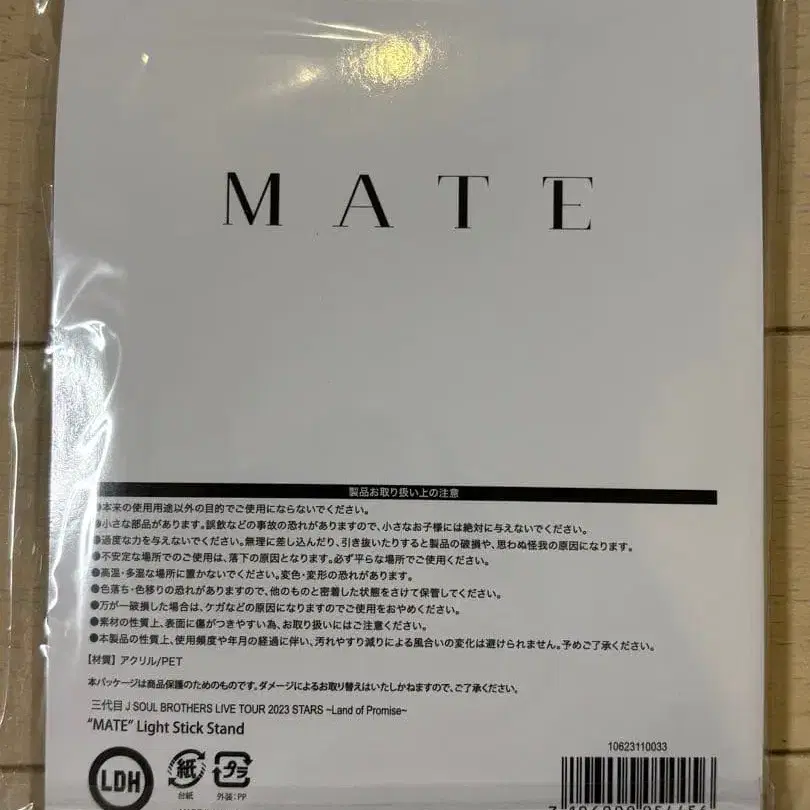 MATE
製品お取り扱い上の注意
●本来の使用用途以外の目的でご使用にならないでください。
●小さな部品があります。誤飲などの事故の恐れがありますので、小さなお子様には絶対に与えないでください。
●過度な力を与えないでください。無理に差し込んだり、引き抜いたりすると製品の破損や、思わぬ怪我の原因になります。
●不安定な場所でのご使用は、落下の原因となります。必ず平らな場所でご使用ください。
●高温・多湿な場所に置かないでください。変色・変形の恐れがあります。
●色落ち・色移りの恐れがありますので、他のものと密着した状態をさけて保管してください。
●万が一破損した場合は、ケガなどの原因になりますのでご使用をおやめください。
●素材の性質上、表面に傷がつきやすい為、お取り扱いにはご注意ください。
●本製品の性質上、使用頻度や年月の経過に伴い、汚れやすり減りによる風合いの変化は避けられません。予めご了承ください。
【材質】アクリル/PET
本パッケージは商品保護のためのものです。ダメージによるお取り替えはいたしかねますので、ご了承ください。
三代目 J SOUL BROTHERS LIVE TOUR 2023 STARS ~Land of Promise~
"MATE" Light Stick Stand
10623110033
LDH
紙
プラ
台紙
外装:PP